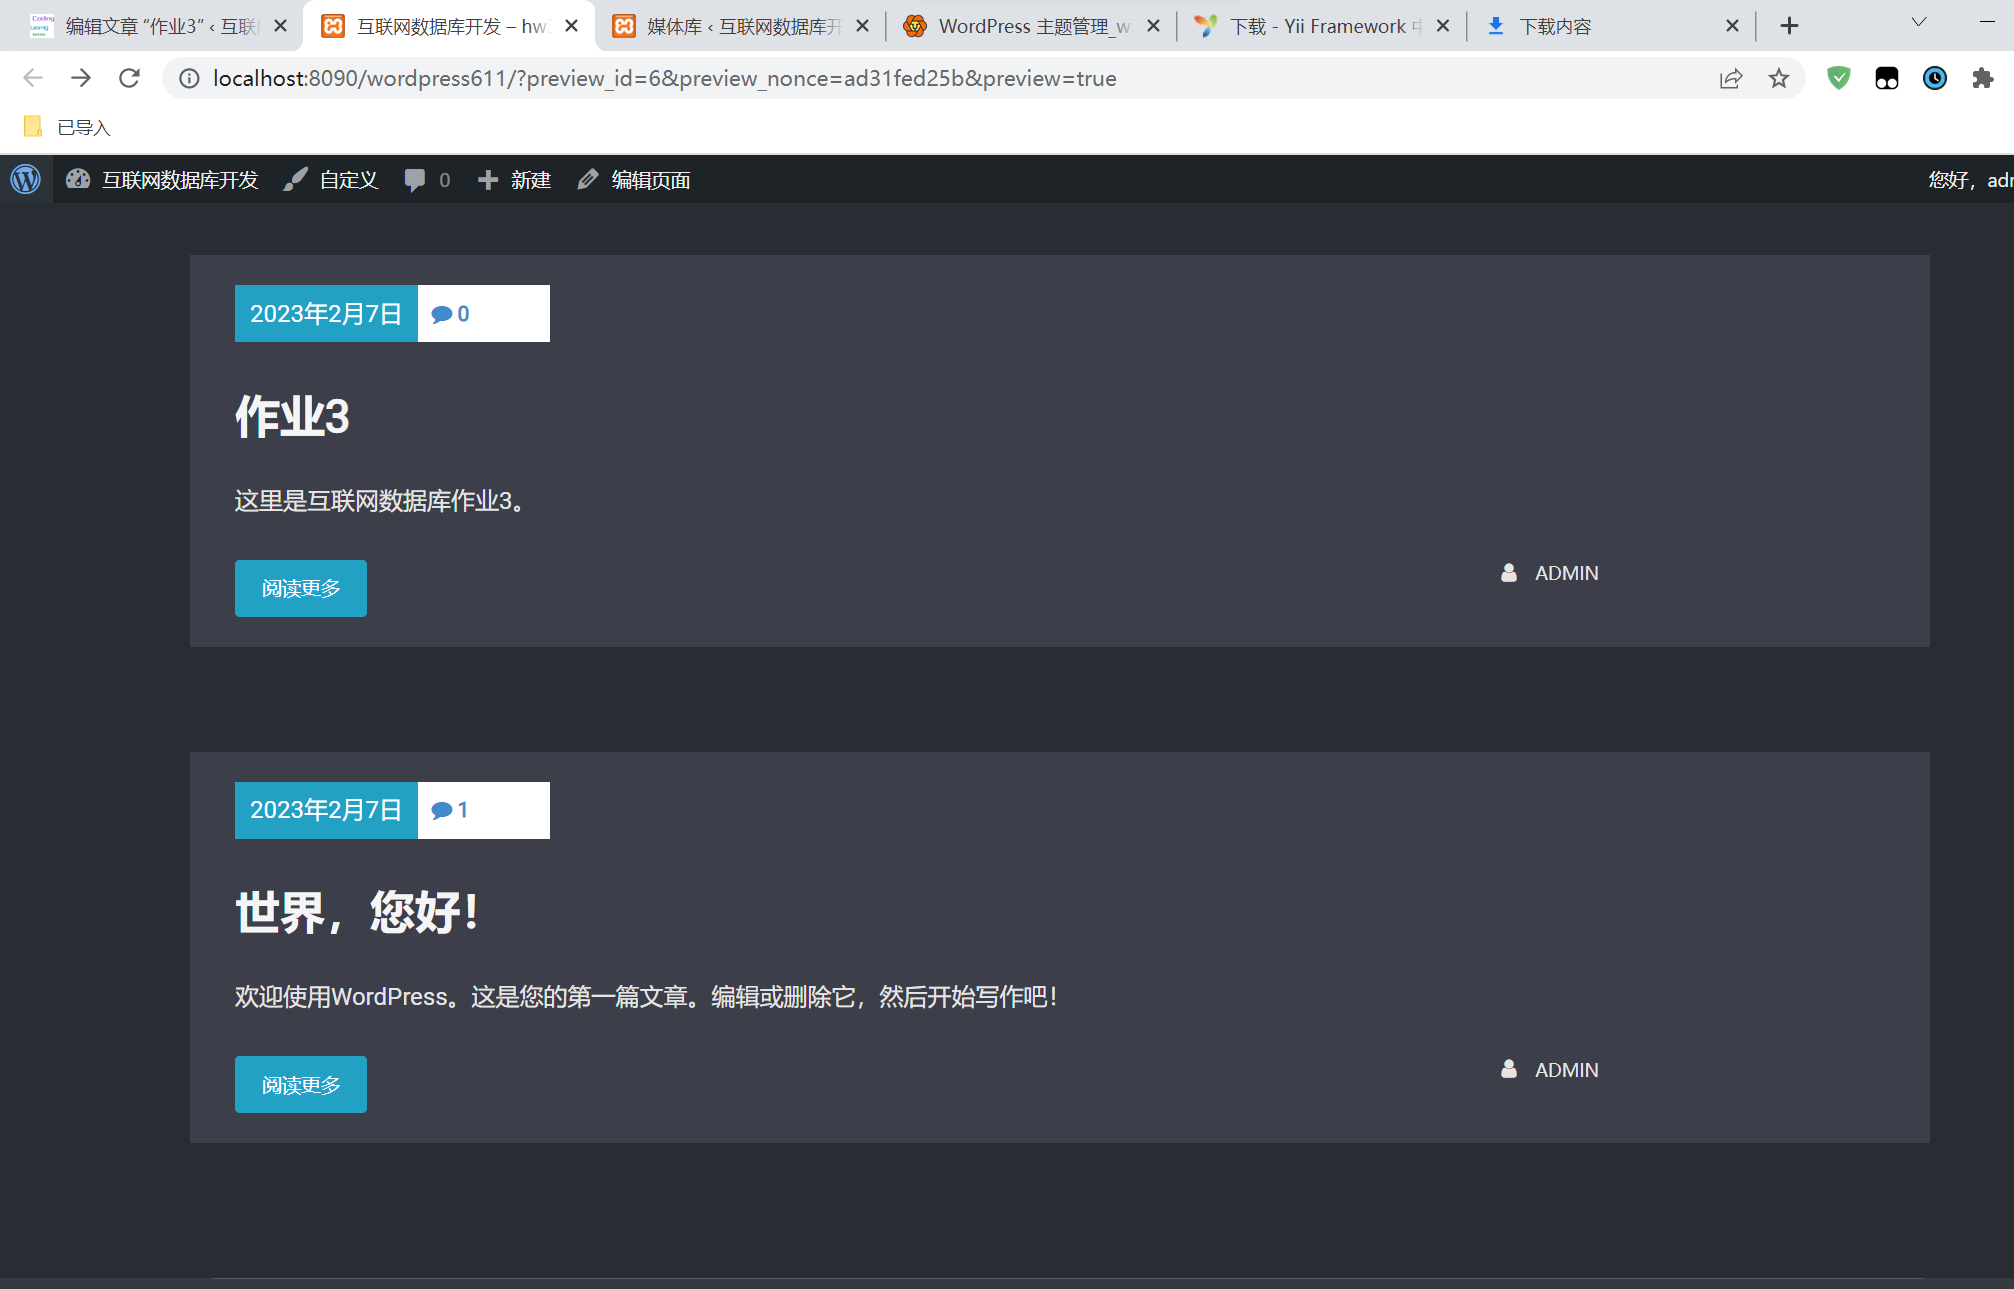 编辑文章 “作业3” ‹ 互联
互联网数据库开发 – hw
媒体库 ‹ 互联网数据库开
WordPress 主题管理_w
下载 - Yii Framework 中
下载内容
localhost:8090/wordpress611/?preview_id=6&preview_nonce=ad31fed25b&preview=true
已导入
互联网数据库开发 自定义 0 新建 编辑页面 您好，adr
2023年2月7日 0
作业3
这里是互联网数据库作业3。
阅读更多
ADMIN
2023年2月7日 1
世界，您好！
欢迎使用WordPress。这是您的第一篇文章。编辑或删除它，然后开始写作吧！
阅读更多
ADMIN